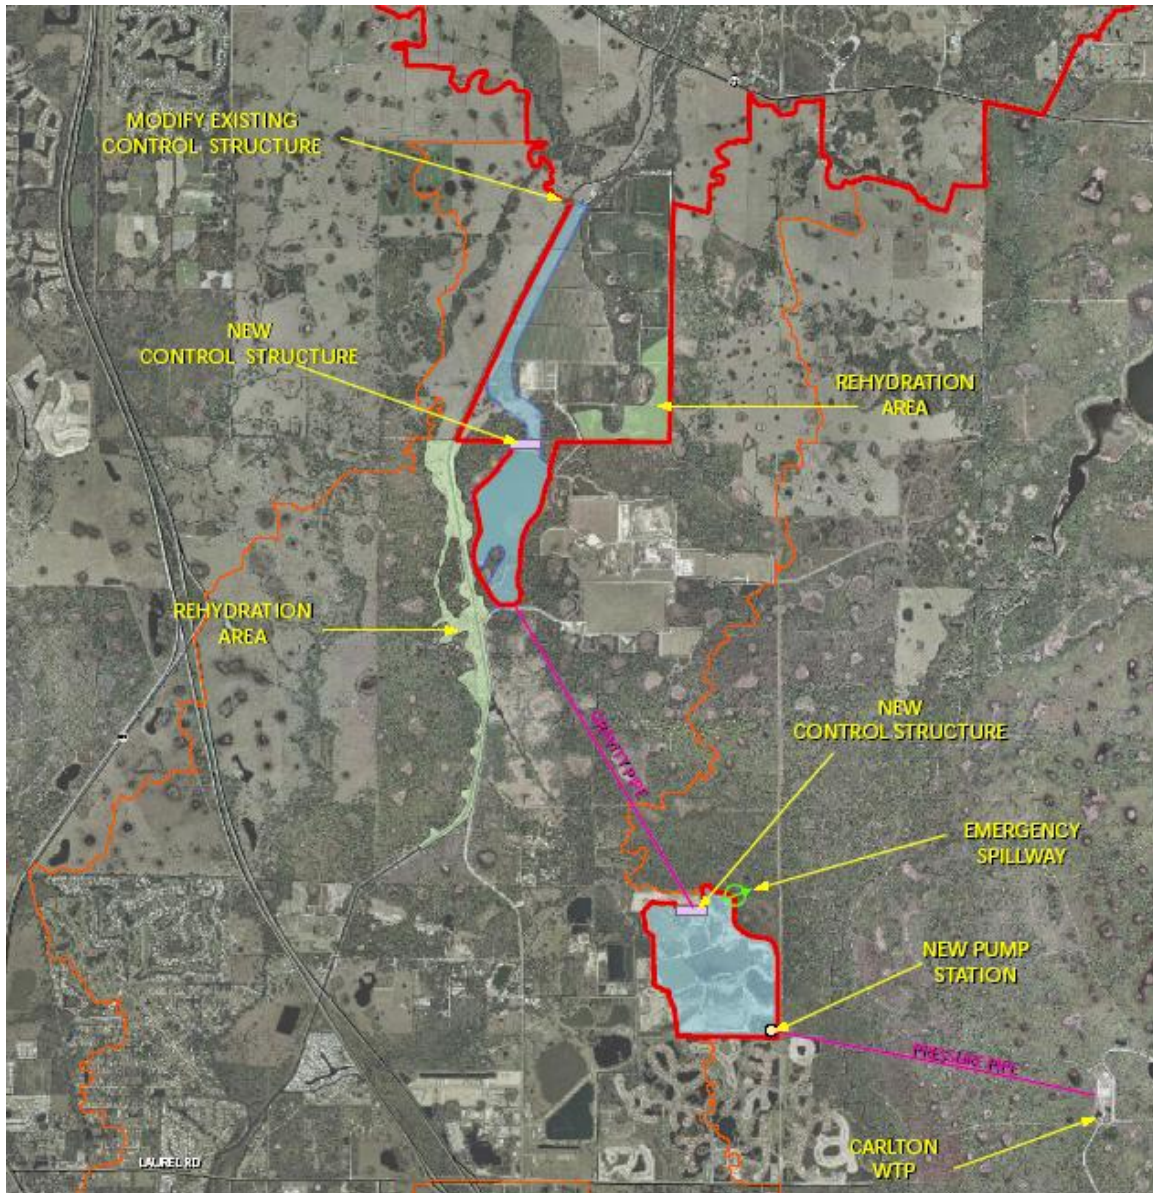 MODIFY EXISTING
CONTROL STRUCTURE
NEW
CONTROL STRUCTURE
REHYDRATION
AREA
REHYDRATION
AREA
GRAVITY PIPE
NEW
CONTROL STRUCTURE
EMERGENCY
SPILLWAY
NEW PUMP
STATION
PRESSURE PIPE
CARLTON
WTP
LAUREL RD